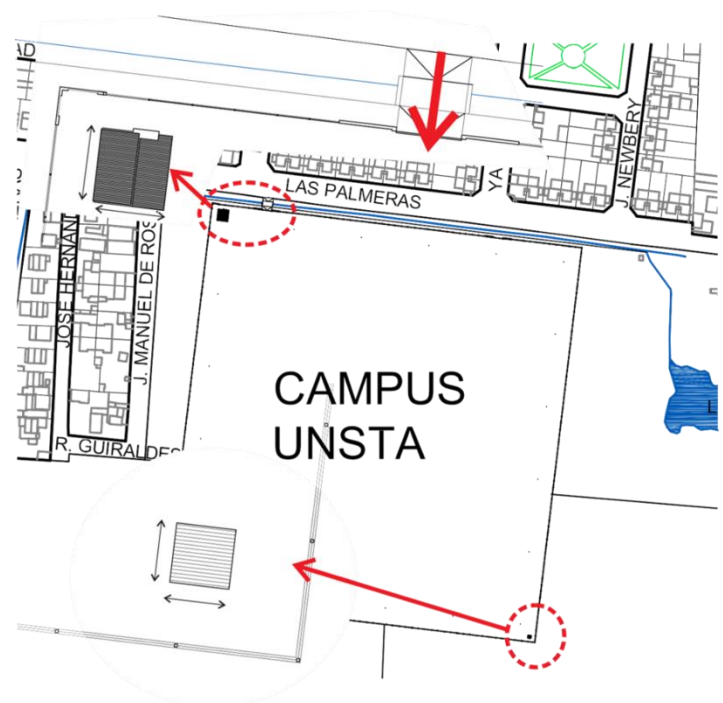 AD
LAS PALMERAS
YA
J. NEWBERY
JOSE HERNAN
J. MANUEL DE ROS
R. GUIRALDES
CAMPUS
UNSTA
L